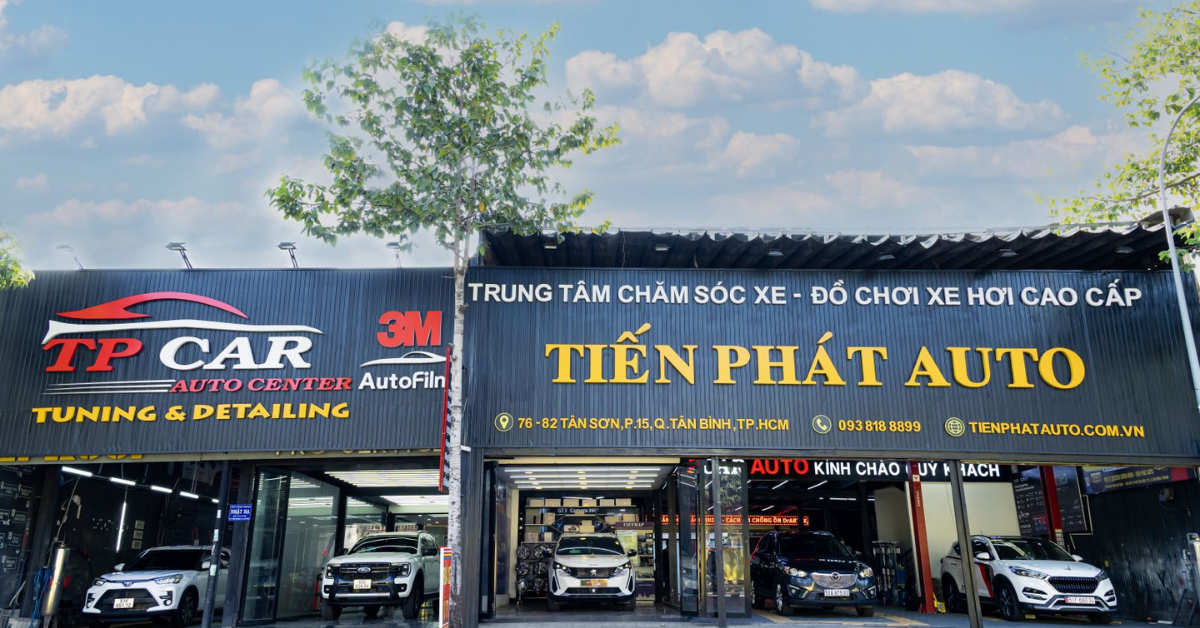 TP CAR
AUTO CENTER
TUNING & DETAILING
3M
AutoFilm
TRUNG TÂM CHĂM SÓC XE - ĐỒ CHƠI XE HƠI CAO CẤP
TIẾN PHÁT AUTO
76 - 82 TÂN SƠN, P.15, Q.TÂN BÌNH, TP.HCM
093 818 8899
TIENPHATAUTO.COM.VN
AUTO KÍNH CHÀO QUÝ KHÁCH